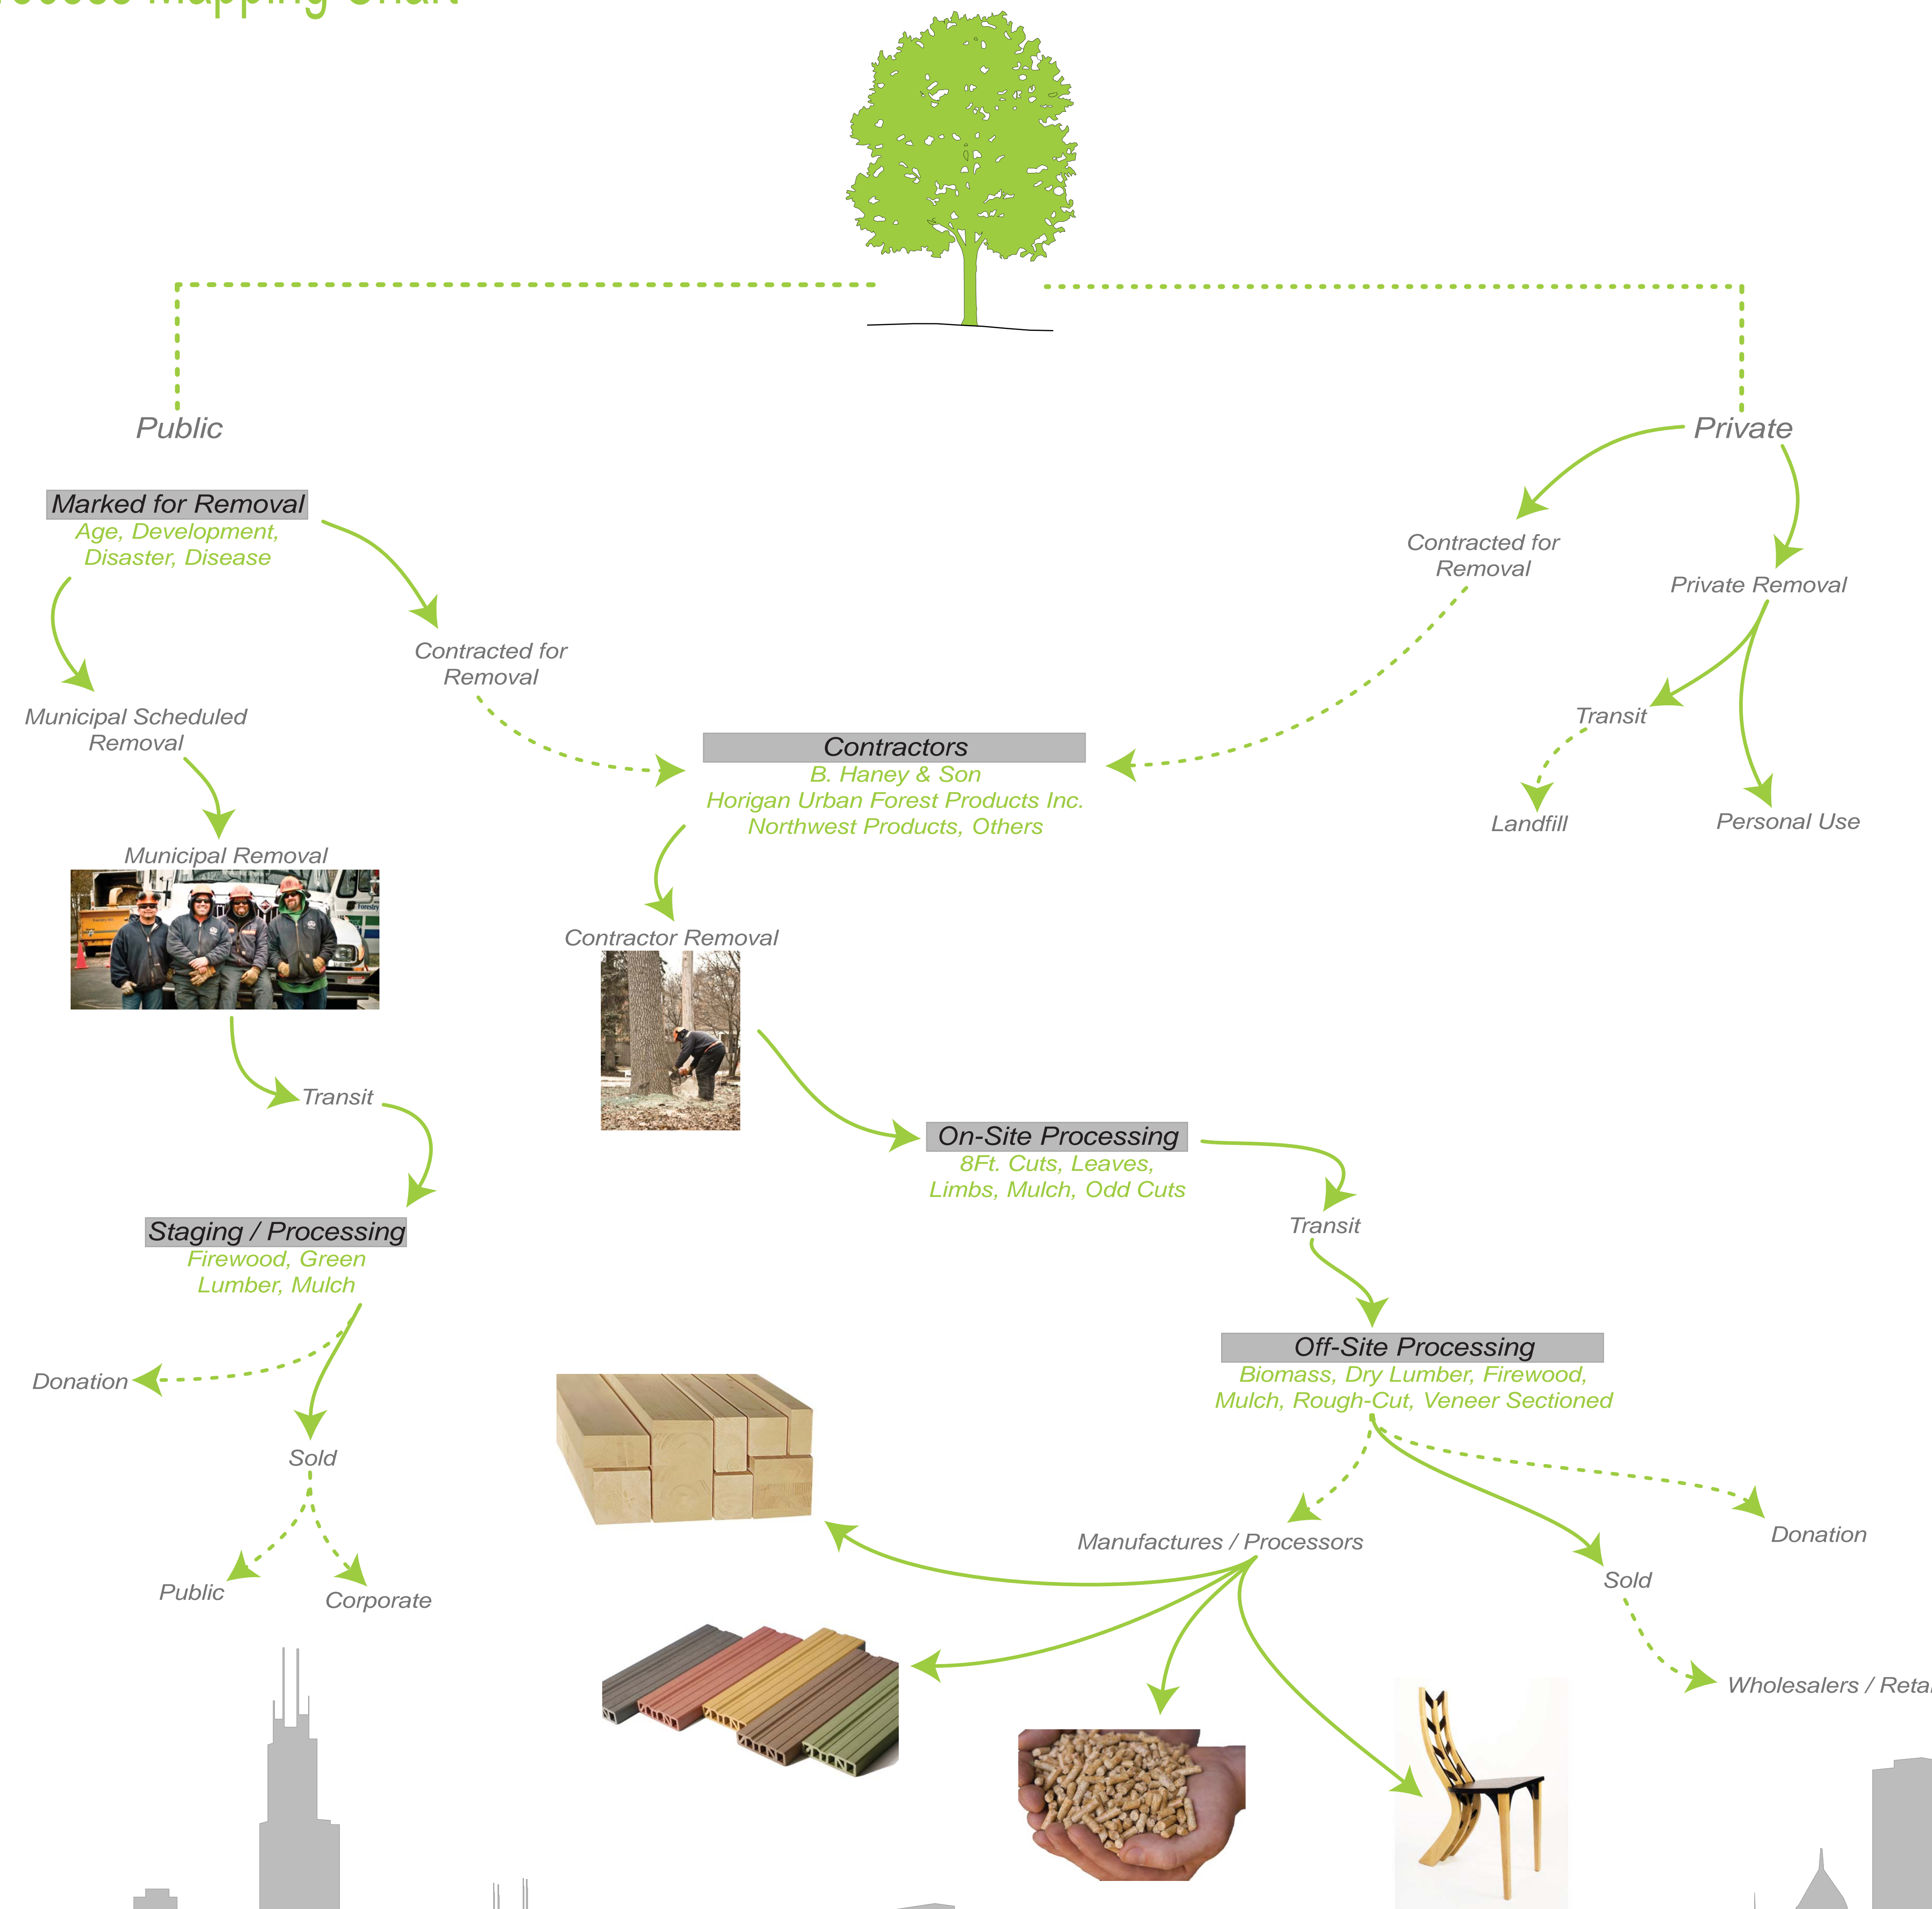 Mapping Chart
Public
Private
Marked for Removal
Age, Development,
Disaster, Disease
Contracted for
Removal
Private Removal
Contracted for
Removal
Municipal Scheduled
Removal
Transit
Contractors
B. Haney & Son
Horigan Urban Forest Products Inc.
Northwest Products, Others
Landfill
Personal Use
Municipal Removal
Forestry
Contractor Removal
Transit
On-Site Processing
8Ft. Cuts, Leaves,
Limbs, Mulch, Odd Cuts
Staging / Processing
Firewood, Green
Lumber, Mulch
Transit
Off-Site Processing
Biomass, Dry Lumber, Firewood,
Mulch, Rough-Cut, Veneer Sectioned
Donation
Sold
Manufactures / Processors
Donation
Sold
Public
Corporate
Wholesalers /